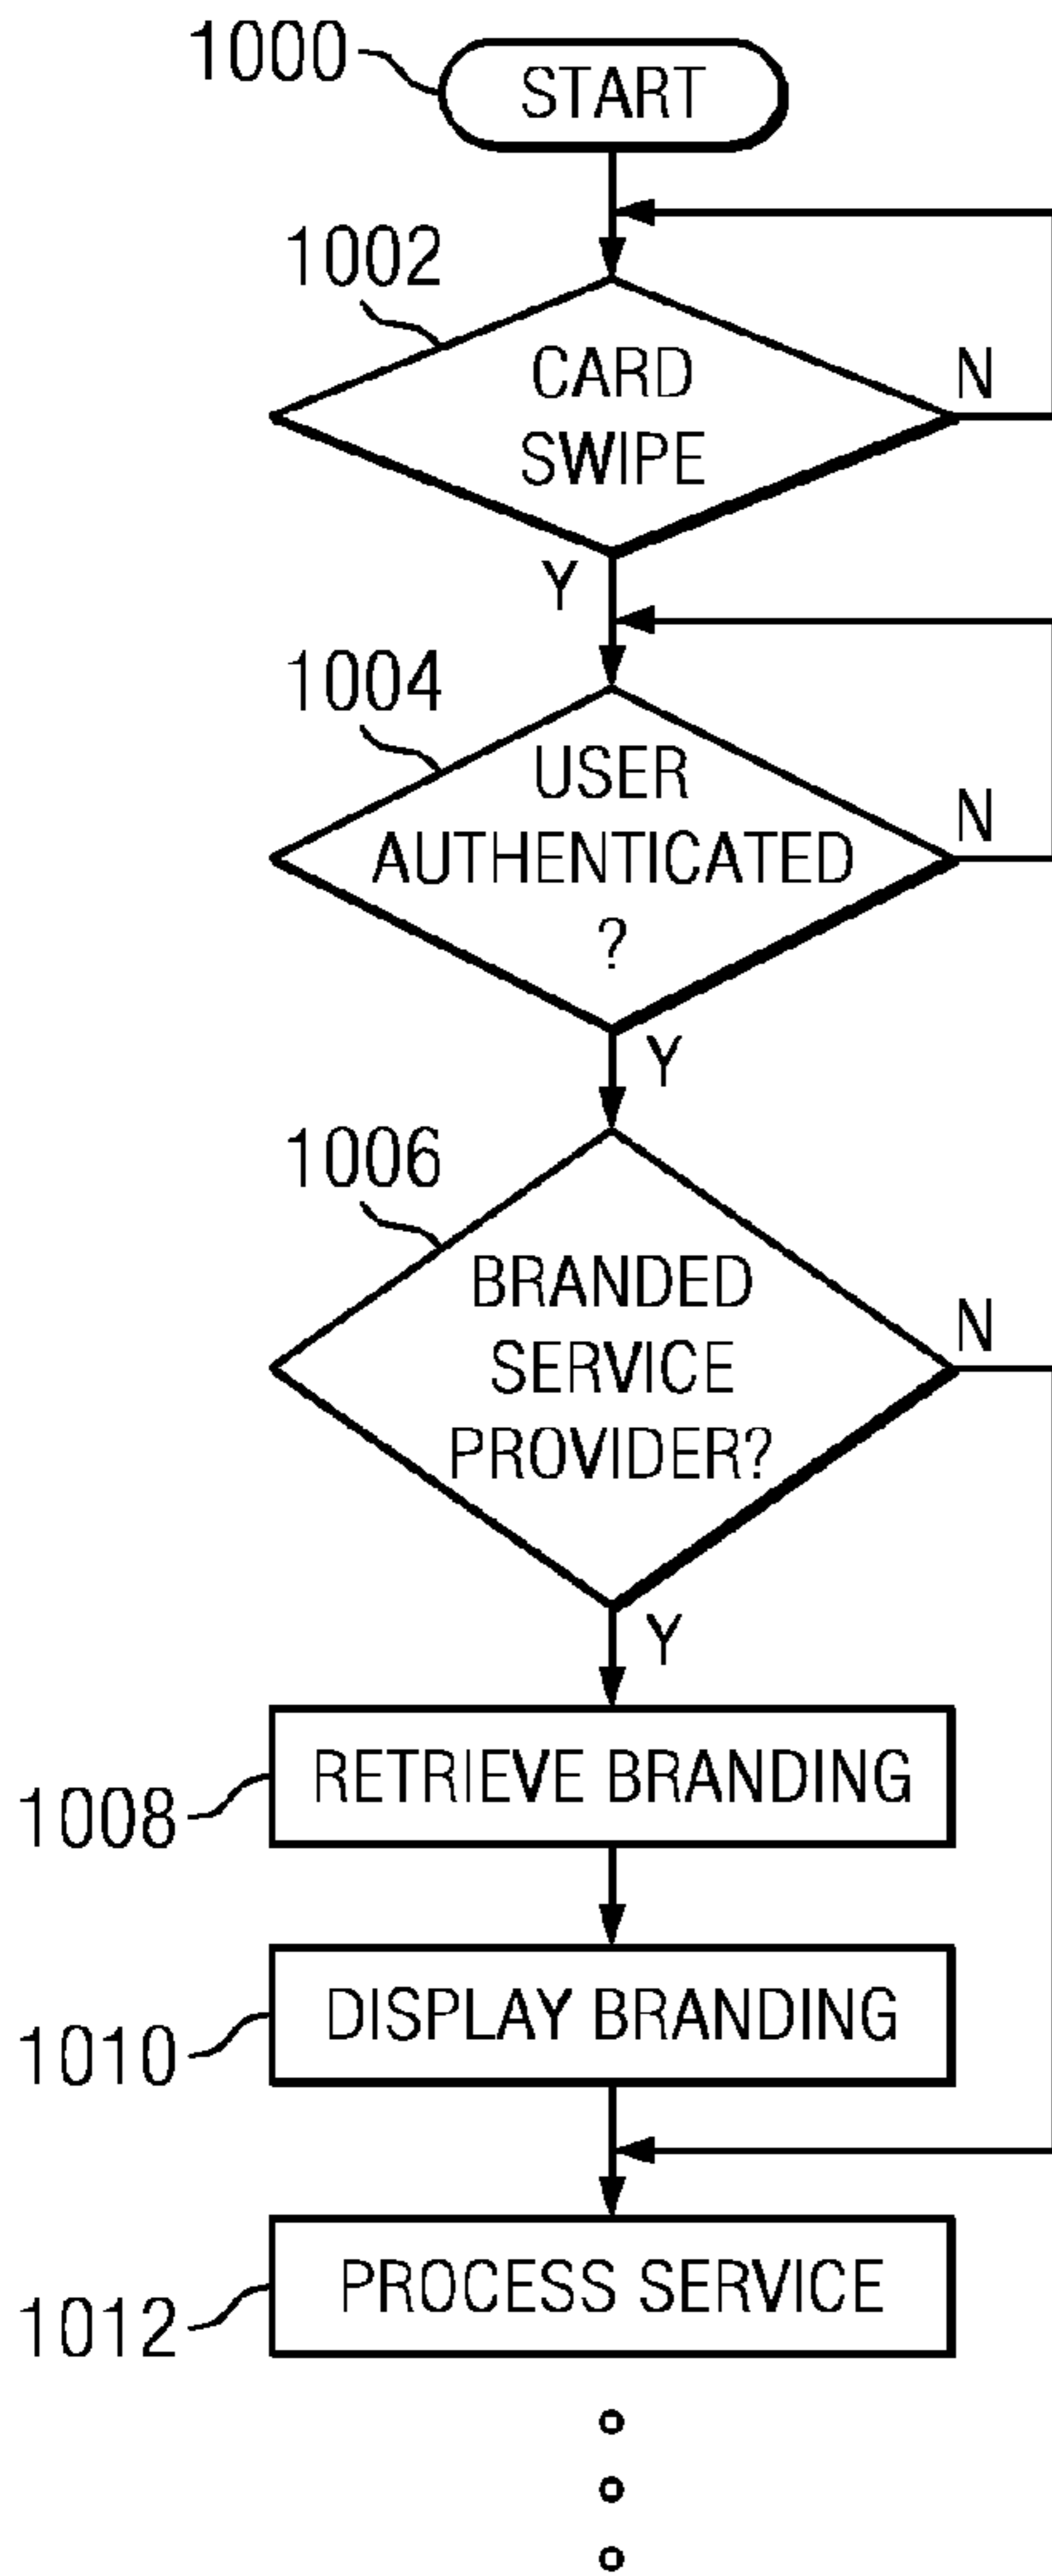 1000
START
1002
CARD
SWIPE
N
Y
1004
USER
AUTHENTICATED
?
N
Y
1006
BRANDED
SERVICE
PROVIDER?
N
Y
RETRIEVE BRANDING
1008
DISPLAY BRANDING
1010
PROCESS SERVICE
1012